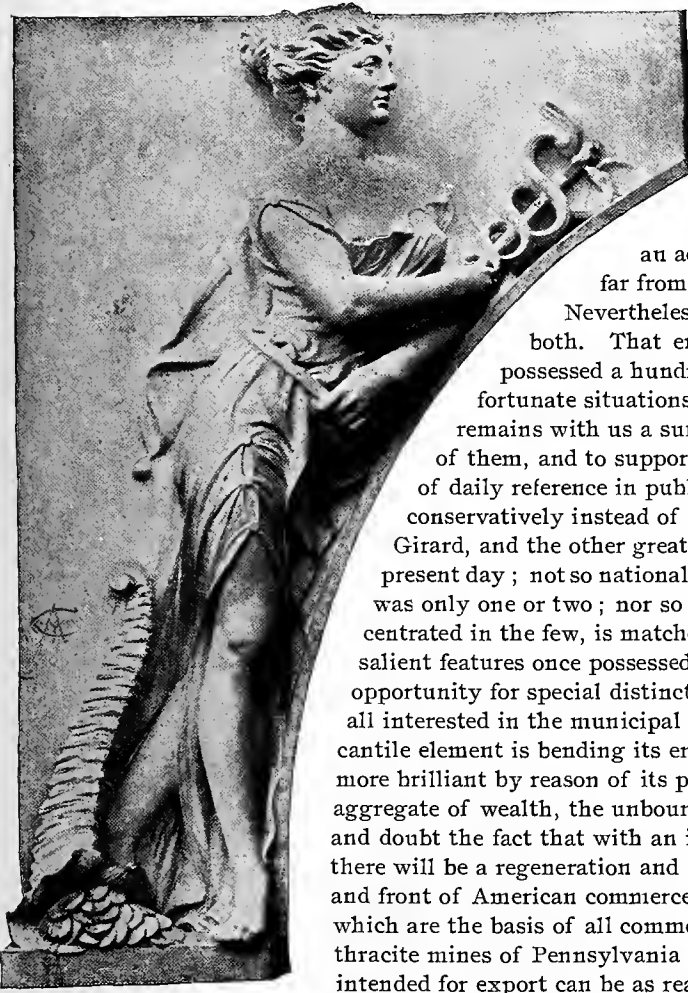 an a
far from
Nevertheles
both. That en
possessed a hund
fortunate situations
remains with us a su
of them, and to suppor
of daily reference in publ
conservatively instead of
Girard, and the other great
present day ; not so national
was only one or two ; nor so
centrated in the few, is match
salient features once possessed
opportunity for special distinct
all interested in the municipal
cantile element is bending its en
more brilliant by reason of its p
aggregate of wealth, the unboun
and doubt the fact that with an i
there will be a regeneration and
and front of American commerce
which are the basis of all comme
thracite mines of Pennsylvania
intended for export can be as rea